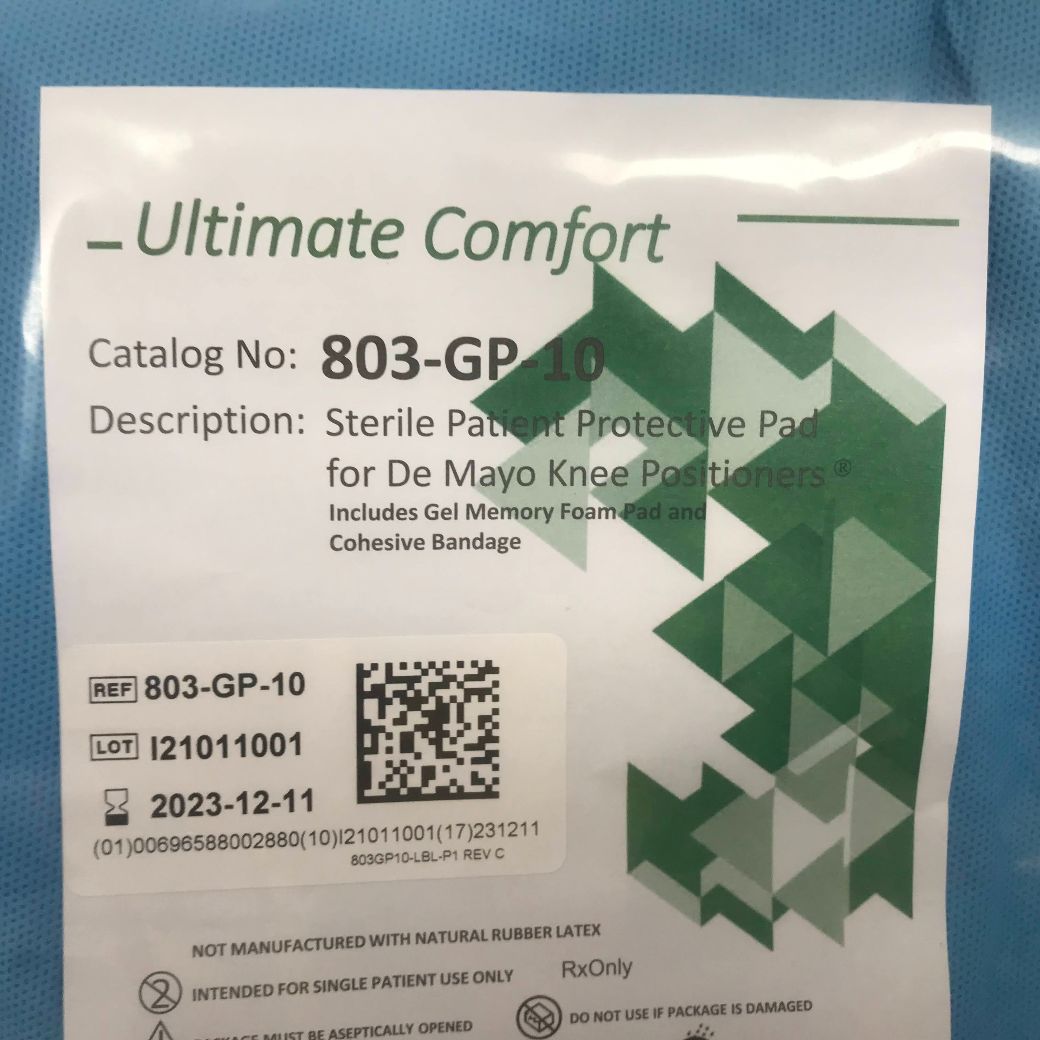 Ultimate Comfort
Catalog No: 803-GP-10
Description: Sterile Patient Protective Pad
for De Mayo Knee Positioners®
Includes Gel Memory Foam Pad and
Cohesive Bandage
REF 803-GP-10
LOT I21011001
2023-12-11
(01)00696588002880(10)I21011001(17)231211
803GP10-LBL-P1 REV C
NOT MANUFACTURED WITH NATURAL RUBBER LATEX
RxOnly
2 INTENDED FOR SINGLE PATIENT USE ONLY
DO NOT USE IF PACKAGE IS DAMAGED
PACKAGE MUST BE ASEPTICALLY OPENED